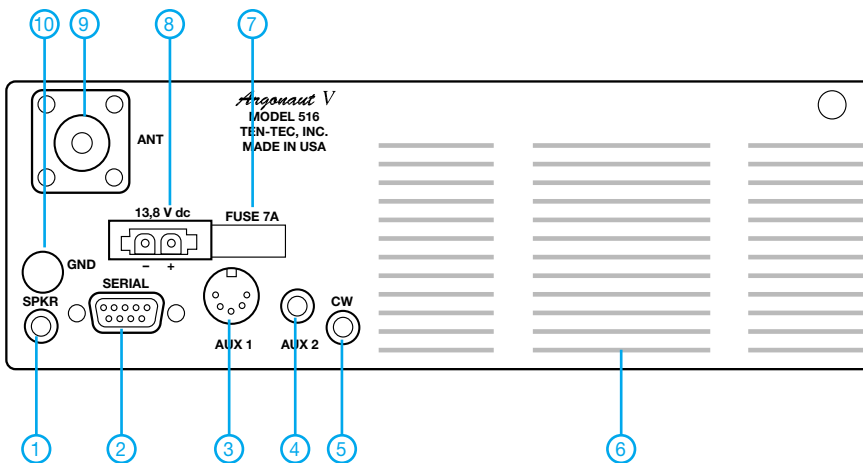 10 9 8 7
Argonaut V
MODEL 516
TEN-TEC, INC.
MADE IN USA
ANT
13,8 V dc
FUSE 7A
GND
– +
SERIAL
SPKR
CW
AUX 1
AUX 2
1 2 3 4 5 6